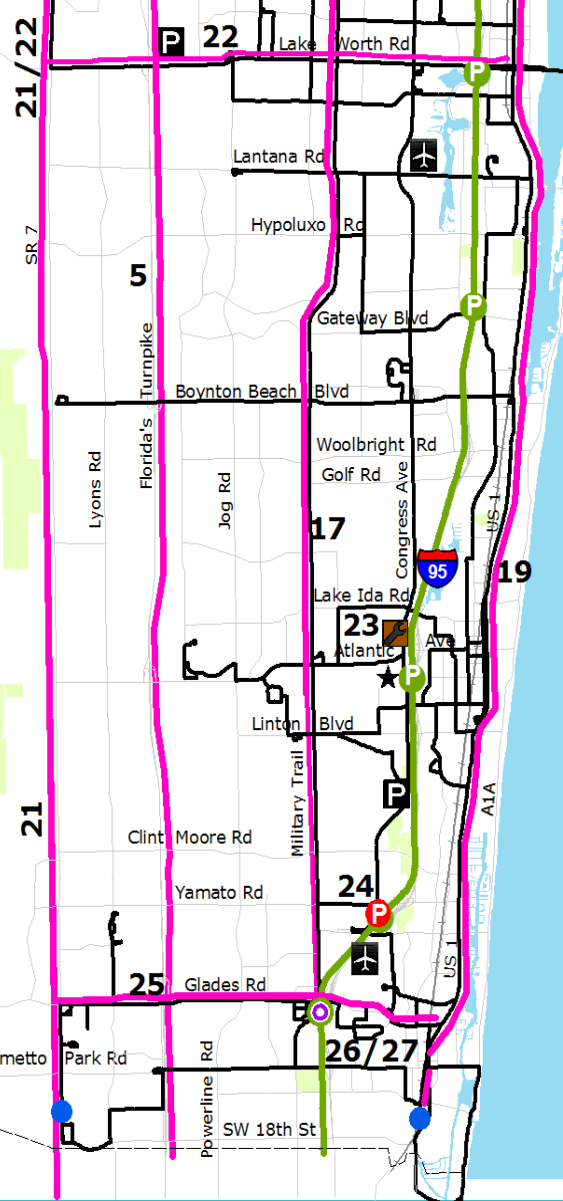 22
Lake Worth Rd
P
21/22
P
Lantana Rd
Hypoluxo Rd
SR 7
5
P
Gateway Blvd
Florida's Turnpike
Boynton Beach Blvd
Woolbright Rd
Lyons Rd
Jog Rd
Golf Rd
Congress Ave
US 1
17
95
19
Lake Ida Rd
23
Atlantic Ave
P
Linton Blvd
Military Trail
P
A1A
21
Clint Moore Rd
Yamato Rd
24
P
US 1
25
Glades Rd
26/27
metto Park Rd
Powerline Rd
SW 18th St